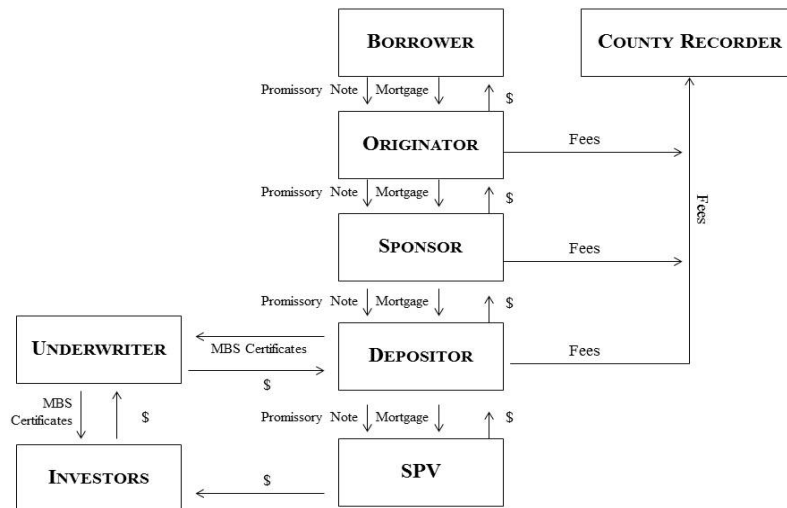 BORROWER
COUNTY RECORDER
Promissory Note Mortgage $
ORIGINATOR
Fees
Promissory Note Mortgage $
Fees
SPONSOR
Fees
Promissory Note Mortgage $
UNDERWRITER
MBS Certificates
$
DEPOSITOR
Fees
MBS
Certificates
$
Promissory Note Mortgage $
INVESTORS
$
SPV